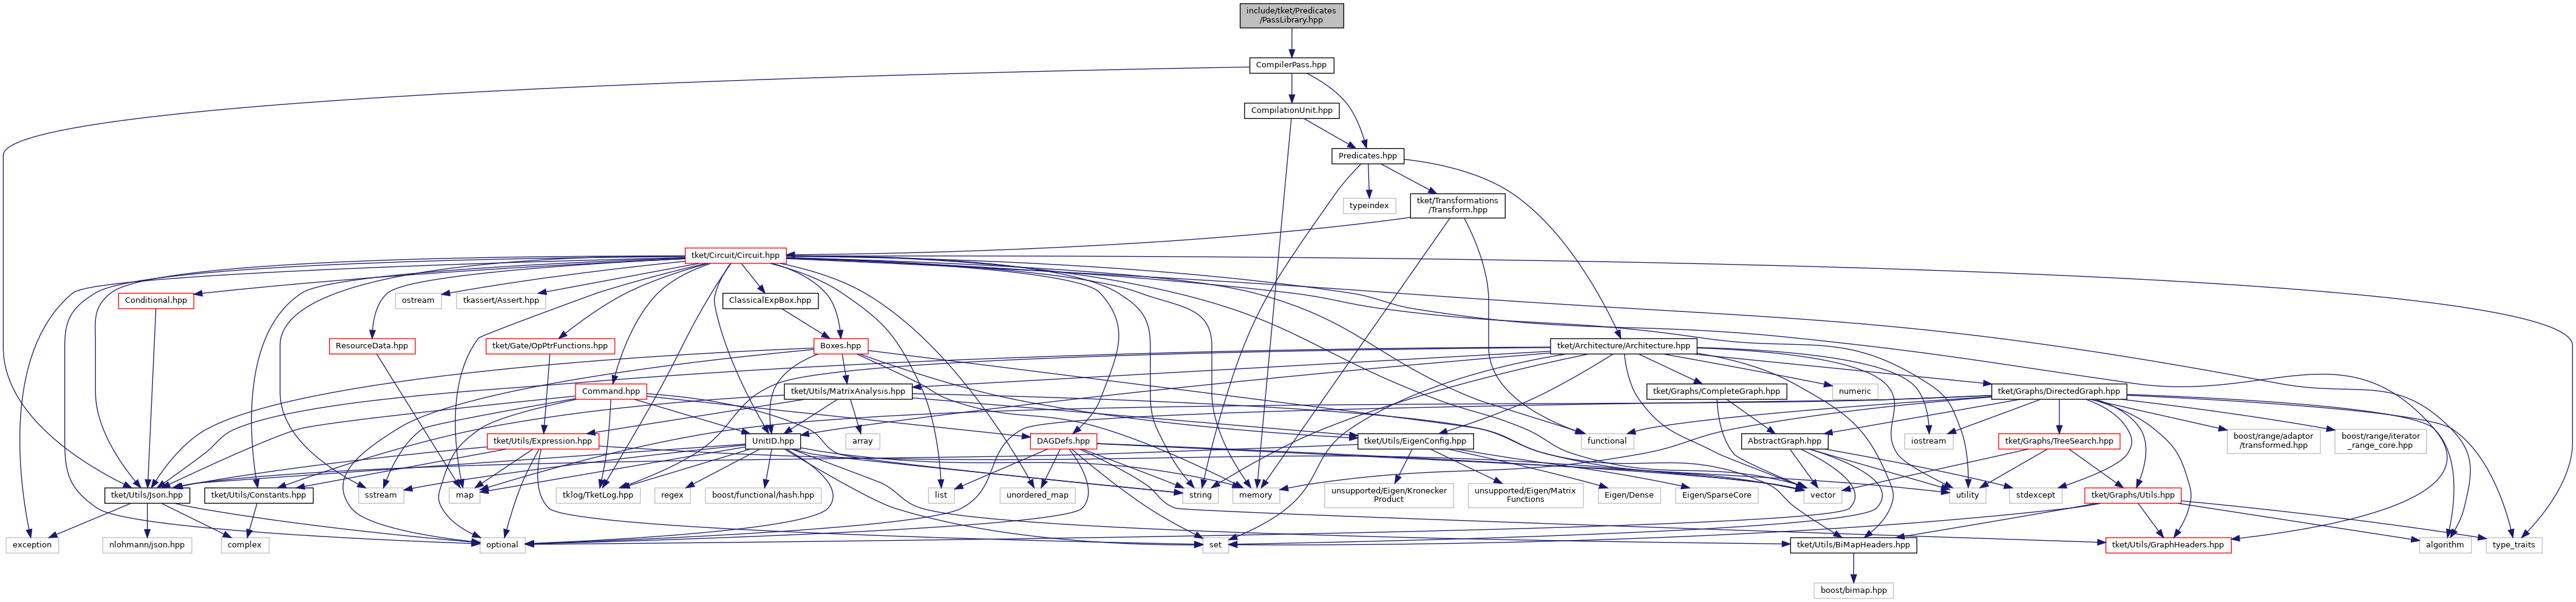 include/tket/Predicates
/PassLibrary.hpp
CompilerPass.hpp
CompilationUnit.hpp
Predicates.hpp
typeindex
tket/Transformations
/Transform.hpp
tket/Circuit/Circuit.hpp
Conditional.hpp
ostream
tkassert/Assert.hpp
ClassicalExpBox.hpp
ResourceData.hpp
tket/Gate/OpPtrFunctions.hpp
Boxes.hpp
tket/Architecture/Architecture.hpp
Command.hpp
tket/Utils/MatrixAnalysis.hpp
tket/Graphs/CompleteGraph.hpp
numeric
tket/Graphs/DirectedGraph.hpp
tket/Utils/Expression.hpp
UnitID.hpp
array
DAGDefs.hpp
tket/Utils/EigenConfig.hpp
functional
AbstractGraph.hpp
iostream
tket/Graphs/TreeSearch.hpp
boost/range/adaptor
/transformed.hpp
boost/range/iterator
_range_core.hpp
tket/Utils/Json.hpp
tket/Utils/Constants.hpp
sstream
map
tklog/TketLog.hpp
regex
boost/functional/hash.hpp
list
unordered_map
string
memory
unsupported/Eigen/Kronecker
Product
unsupported/Eigen/Matrix
Functions
Eigen/Dense
Eigen/SparseCore
vector
utility
stdexcept
tket/Graphs/Utils.hpp
exception
nlohmann/json.hpp
complex
optional
set
tket/Utils/BiMapHeaders.hpp
tket/Utils/GraphHeaders.hpp
algorithm
type_traits
boost/bimap.hpp